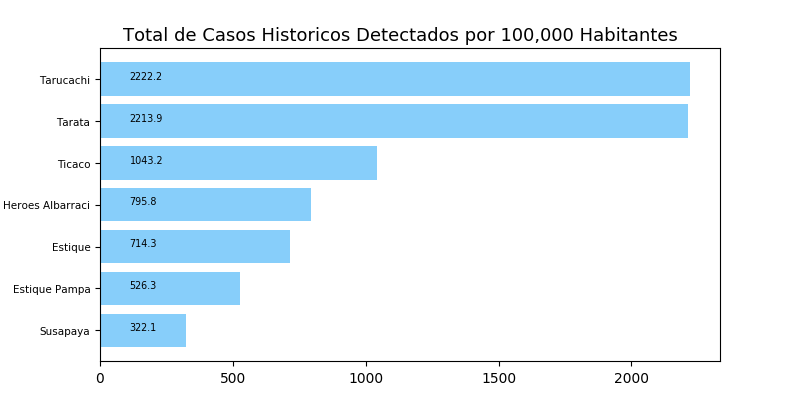 Total de Casos Historicos Detectados por 100,000 Habitantes
Tarucachi 2222.2
Tarata 2213.9
Ticaco 1043.2
Heroes Albarraci 795.8
Estique 714.3
Estique Pampa 526.3
Susapaya 322.1
0 500 1000 1500 2000